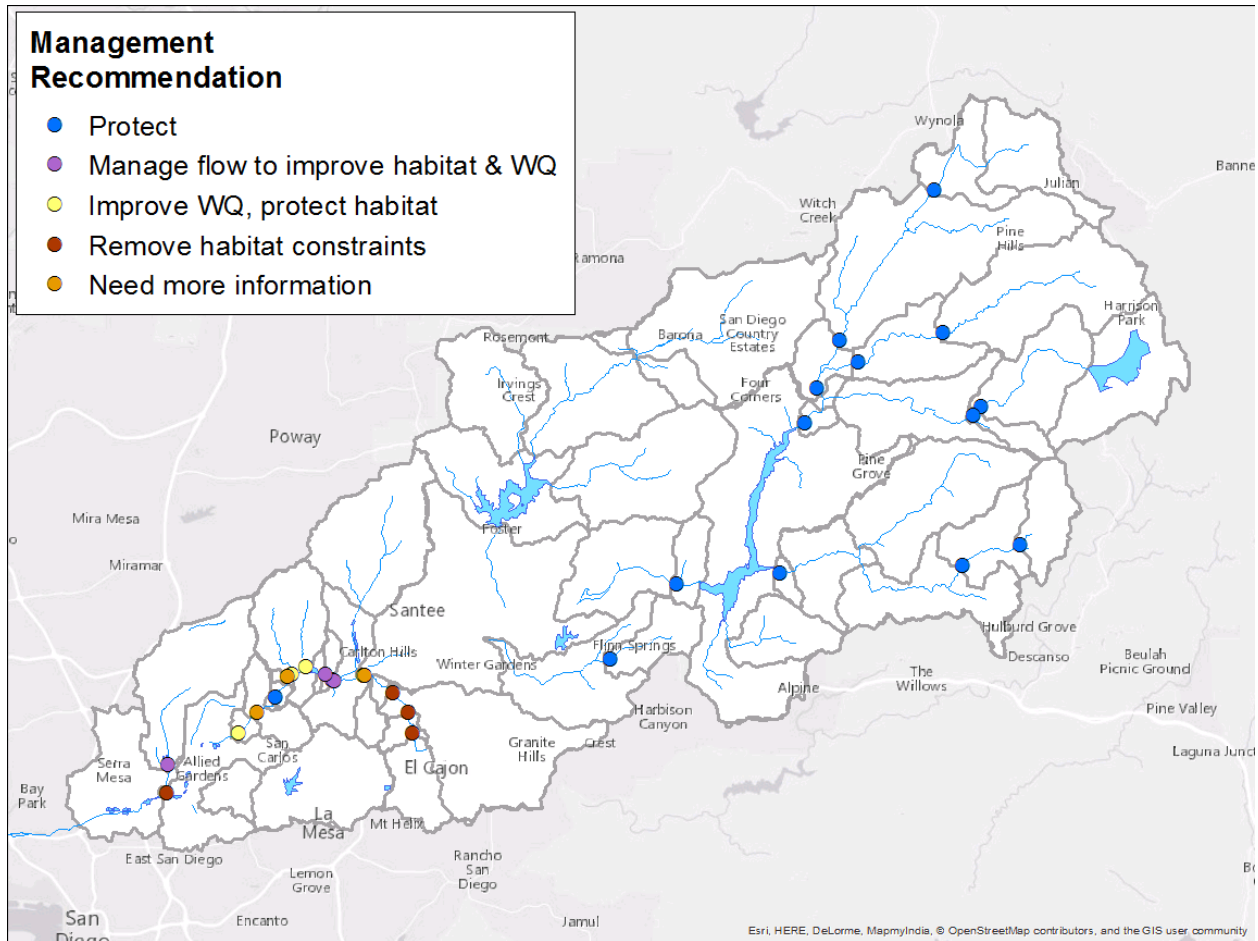 Management
Recommendation
Protect
Manage flow to improve habitat & WQ
Improve WQ, protect habitat
Remove habitat constraints
Need more information
Wynola
Banne
Julian
Witch
Creek
Pine
Hills
Ramona
Harrison
Park
San Diego
Country
Estates
Barona
Rosemont
Irvings
Crest
Four
Corners
Poway
Pine
Grove
Mira Mesa
Foster
Miramar
Santee
Hulburd Grove
Flinn Springs
Carlton Hills
Winter Gardens
Descanso
Beulah
Picnic Ground
The
Willows
Alpine
Pine Valley
Harbison
Canyon
San
Carlos
Granite
Hills
Crest
Laguna Junct
Serra
Mesa
Allied
Gardens
El Cajon
Bay
Park
La
Mesa
Mt Helix
East San Diego
Rancho
San
Diego
Lemon
Grove
San
Diego
Encanto
Jamul
Esri, HERE, DeLorme, MapmyIndia, © OpenStreetMap contributors, and the GIS user community